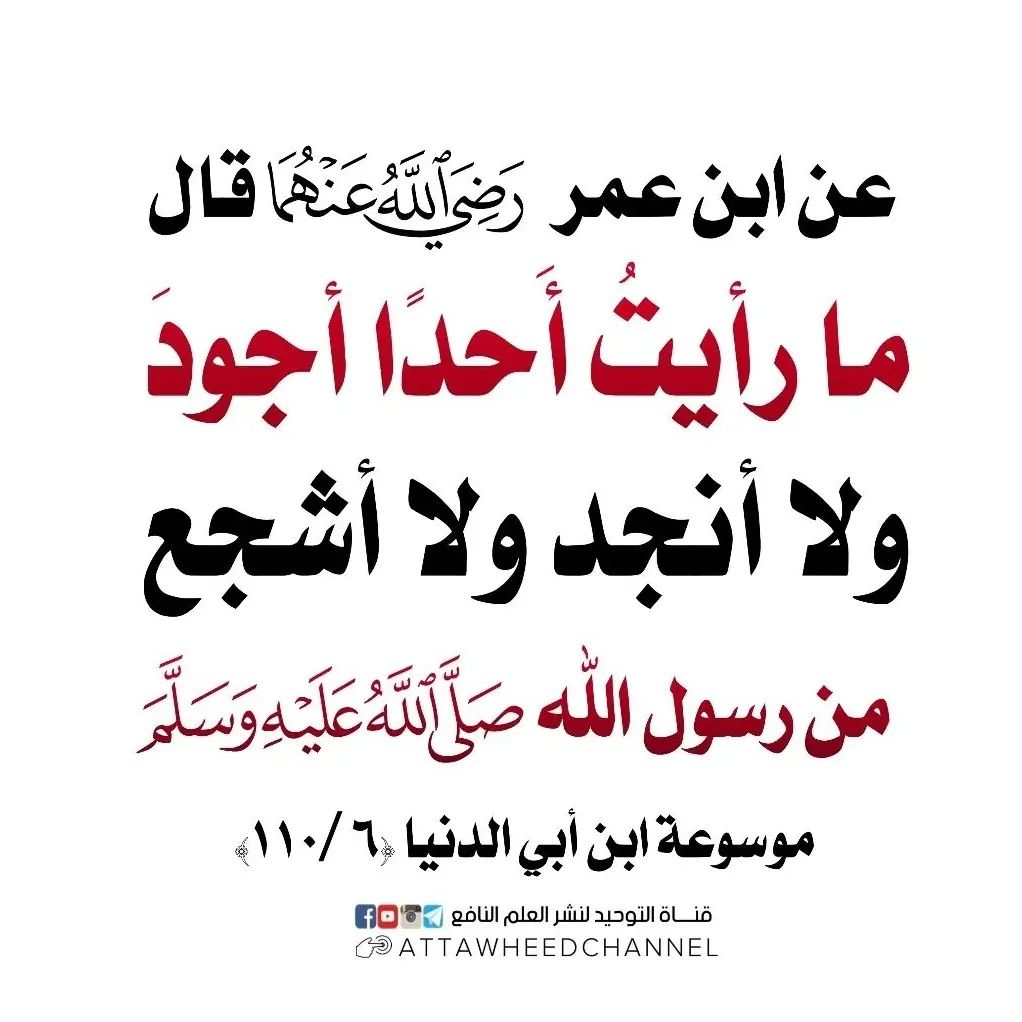 عن ابن عمر رَضِيَ ٱللَّهُ عَنْهُمَا قال
ما رأيتُ أَحدًا أجودَ
ولا أنجد ولا أشجع
من رسول الله صَلَّى ٱللَّهُ عَلَيْهِ وَسَلَّمَ
موسوعة ابن أبي الدنيا ﴿٦/ ١١٠﴾
قنــاة التوحيد لنشر العلم النافع
ATTAWHEEDCHANNEL